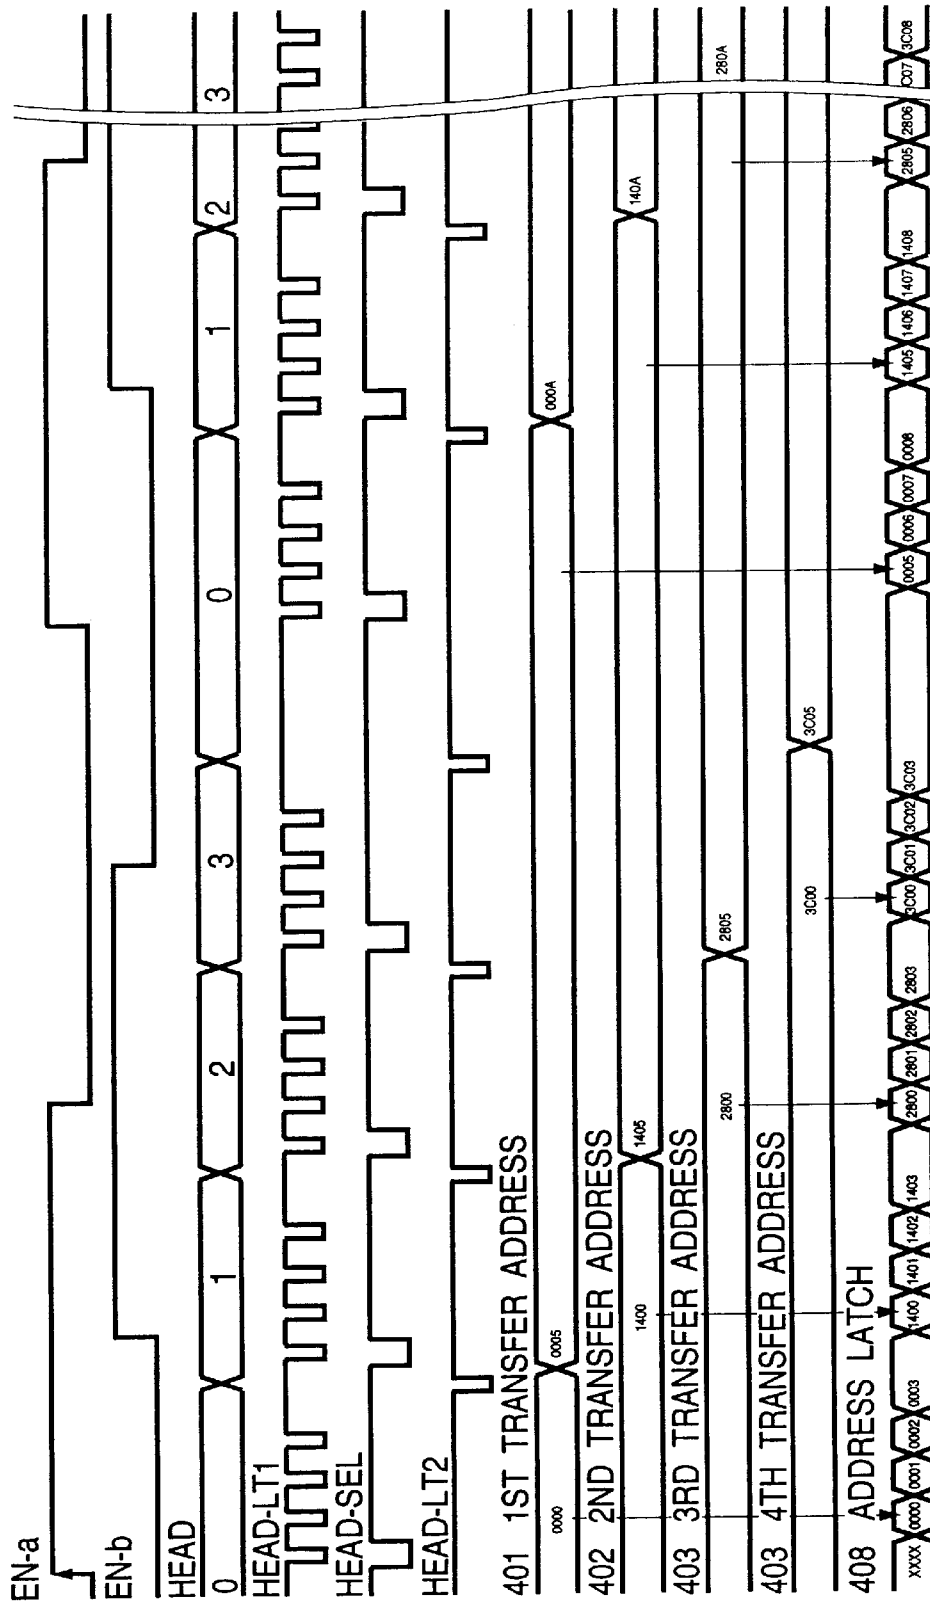 EN-a
EN-b
HEAD
0 1 2 3 0 1 2 3
HEAD-LT1
HEAD-SEL
HEAD-LT2
401 1ST TRANSFER ADDRESS
0000 0005 000A
402 2ND TRANSFER ADDRESS
1400 1405 140A
403 3RD TRANSFER ADDRESS
2800 2805 280A
403 4TH TRANSFER ADDRESS
3C00 3C05
408 ADDRESS LATCH
XXXX 0000 0001 0002 0003 1400 1401 1402 1403 2800 2801 2802 2803 3C00 3C01 3C02 3C03 0005 0006 0007 0008 1405 1406 1407 1408 2805 2806 C07 3C08